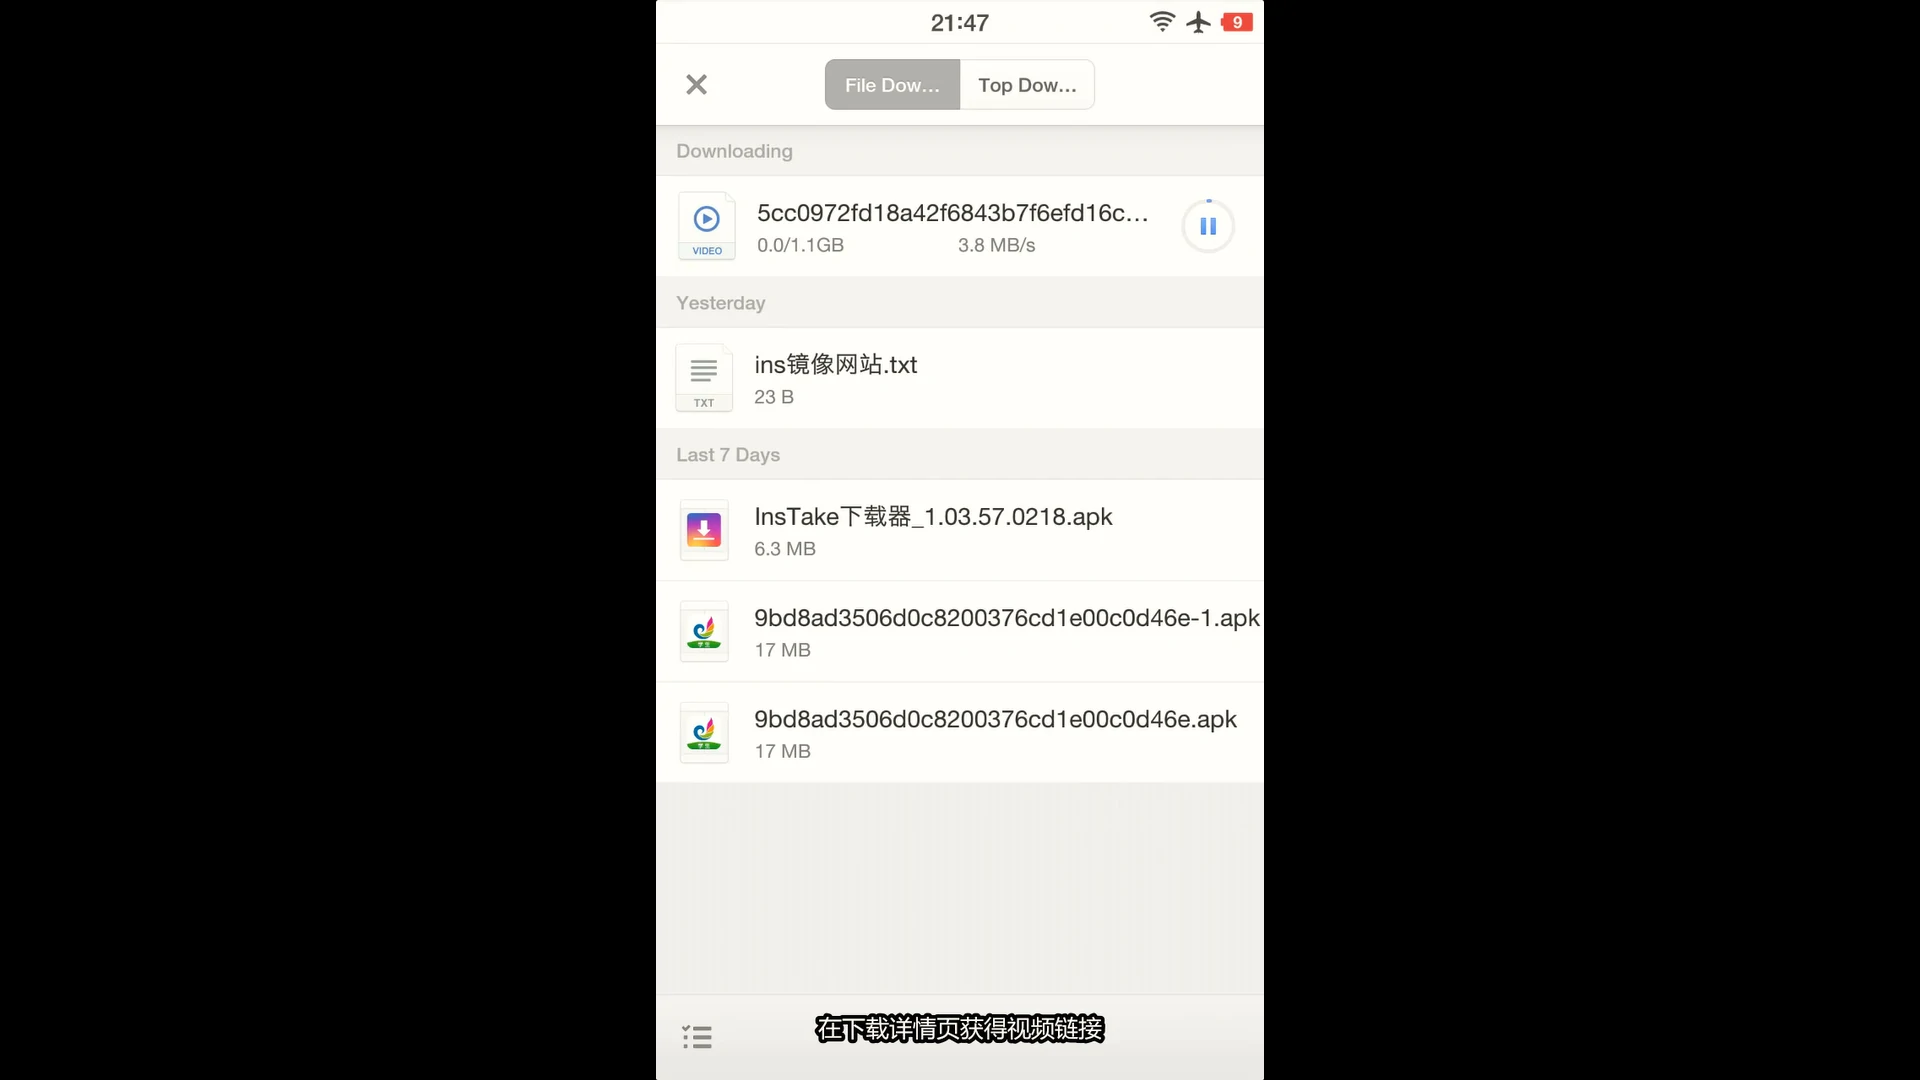 21:47
9
File Dow...
Top Dow...
Downloading
5cc0972fd18a42f6843b7f6efd16c...
0.0/1.1GB
3.8 MB/s
VIDEO
Yesterday
ins镜像网站.txt
23 B
TXT
Last 7 Days
InsTake下载器_1.03.57.0218.apk
6.3 MB
9bd8ad3506d0c8200376cd1e00c0d46e-1.apk
17 MB
9bd8ad3506d0c8200376cd1e00c0d46e.apk
17 MB
在下载详情页获得视频链接